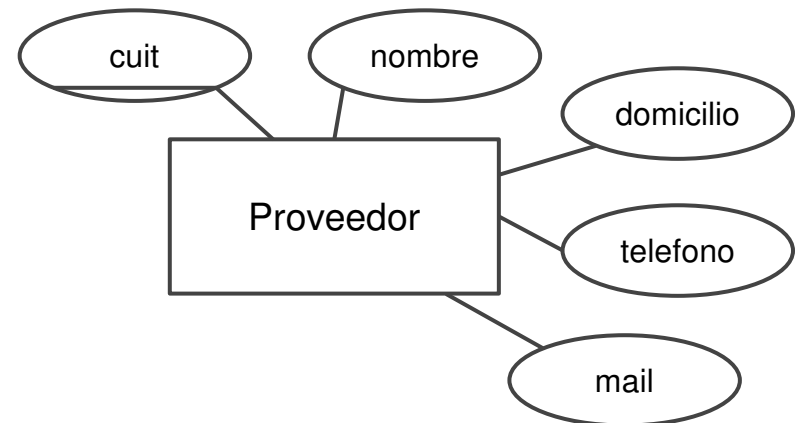 cuit
nombre
domicilio
Proveedor
telefono
mail